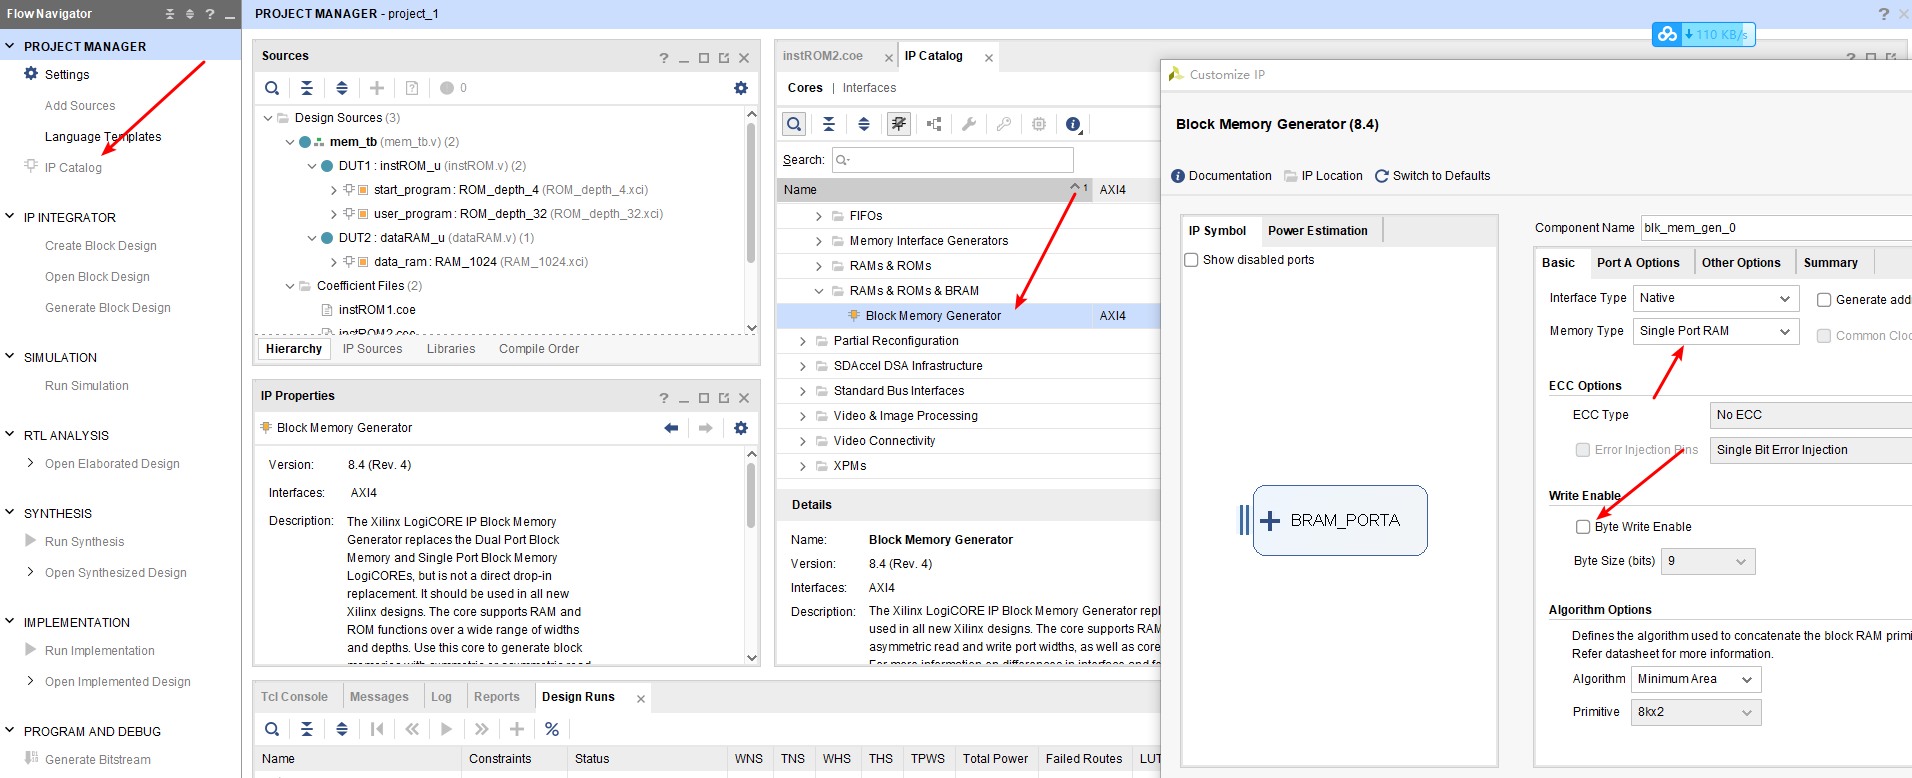 Flow Navigator
PROJECT MANAGER
Settings
Add Sources
Language Templates
IP Catalog
IP INTEGRATOR
Create Block Design
Open Block Design
Generate Block Design
SIMULATION
Run Simulation
RTL ANALYSIS
Open Elaborated Design
SYNTHESIS
Run Synthesis
Open Synthesized Design
IMPLEMENTATION
Run Implementation
Open Implemented Design
PROGRAM AND DEBUG
Generate Bitstream
PROJECT MANAGER - project_1
110 KB/s
Sources
0
Design Sources (3)
mem_tb (mem_tb.v) (2)
DUT1 : instROM_u (instROM.v) (2)
start_program : ROM_depth_4 (ROM_depth_4.xci)
user_program : ROM_depth_32 (ROM_depth_32.xci)
DUT2 : dataRAM_u (dataRAM.v) (1)
data_ram : RAM_1024 (RAM_1024.xci)
Coefficient Files (2)
instROM1.coe
instROM2.coe
Hierarchy IP Sources Libraries Compile Order
IP Properties
Block Memory Generator
Version: 8.4 (Rev. 4)
Interfaces: AXI4
Description: The Xilinx LogiCORE IP Block Memory
Generator replaces the Dual Port Block
Memory and Single Port Block Memory
LogiCOREs, but is not a direct drop-in
replacement. It should be used in all new
Xilinx designs. The core supports RAM and
ROM functions over a wide range of widths
and depths. Use this core to generate block
memories with symmetric or asymmetric read
instROM2.coe IP Catalog
Cores | Interfaces
Search:
Name 1 AXI4
FIFOs
Memory Interface Generators
RAMs & ROMs
RAMs & ROMs & BRAM
Block Memory Generator AXI4
Partial Reconfiguration
SDAccel DSA Infrastructure
Standard Bus Interfaces
Video & Image Processing
Video Connectivity
XPMs
Details
Name: Block Memory Generator
Version: 8.4 (Rev. 4)
Interfaces: AXI4
Description: The Xilinx LogiCORE IP Block Memory Generator repl
used in all new Xilinx designs. The core supports RAM
asymmetric read and write port widths, as well as core
For more information on differences in interface and
Tcl Console Messages Log Reports Design Runs
Name Constraints Status WNS TNS WHS THS TPWS Total Power Failed Routes LUT
Customize IP
Block Memory Generator (8.4)
Documentation IP Location Switch to Defaults
IP Symbol Power Estimation
Show disabled ports
BRAM_PORTA
Component Name blk_mem_gen_0
Basic Port A Options Other Options Summary
Interface Type Native Generate addr
Memory Type Single Port RAM Common Cloc
ECC Options
ECC Type No ECC
Error Injection Pins Single Bit Error Injection
Write Enable
Byte Write Enable
Byte Size (bits) 9
Algorithm Options
Defines the algorithm used to concatenate the block RAM primi
Refer datasheet for more information.
Algorithm Minimum Area
Primitive 8kx2